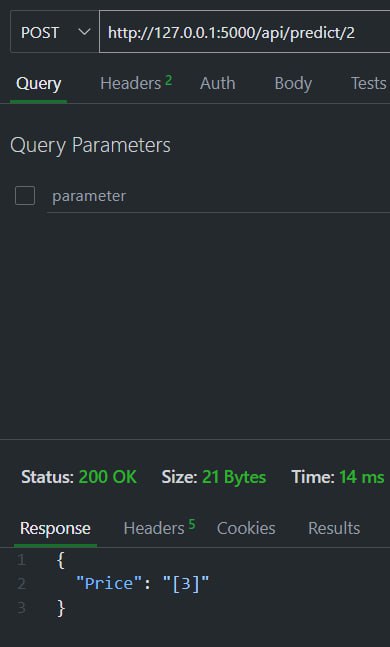 POST http://127.0.0.1:5000/api/predict/2
Query Headers 2 Auth Body Tests
Query Parameters
parameter
Status: 200 OK Size: 21 Bytes Time: 14 ms
Response Headers 5 Cookies Results
1 {
2 "Price": "[3]"
3 }